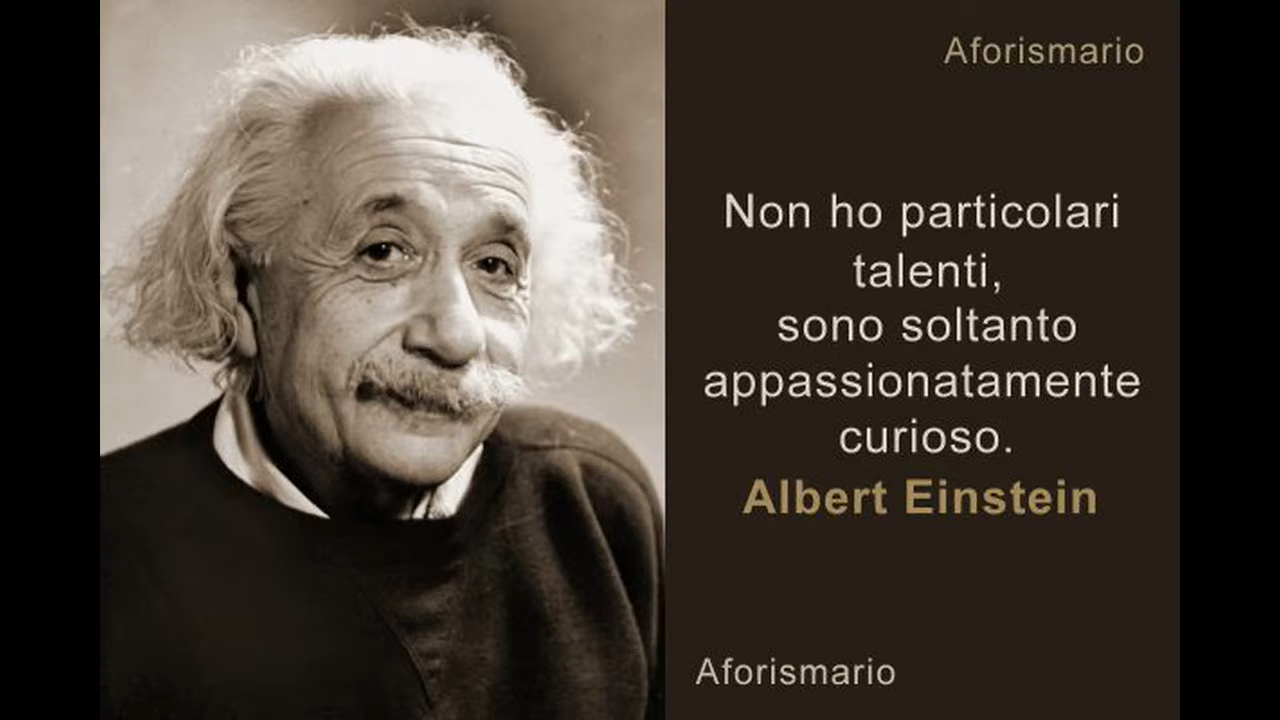 Aforismario
Non ho particolari
talenti,
sono soltanto
appassionatamente
curioso.
Albert Einstein
Aforismario